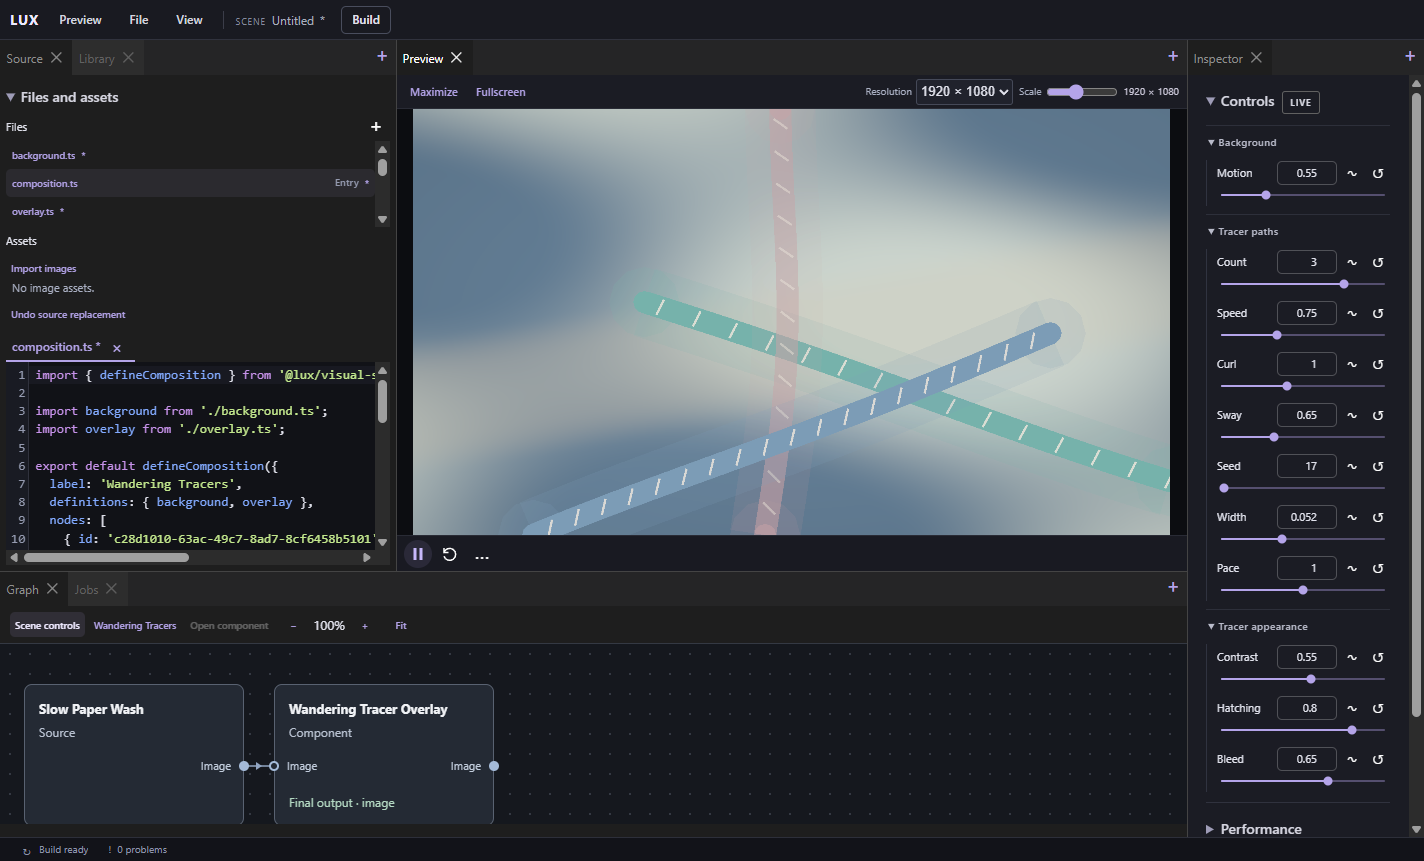 LUX Preview File View SCENE Untitled * Build
Source Library
Files and assets
Files
background.ts *
composition.ts Entry *
overlay.ts *
Assets
Import images
No image assets.
Undo source replacement
composition.ts *
1 import { defineComposition } from '@lux/visual-s
2
3 import background from './background.ts';
4 import overlay from './overlay.ts';
5
6 export default defineComposition({
7 label: 'Wandering Tracers',
8 definitions: { background, overlay },
9 nodes: [
10 { id: 'c28d1010-63ac-49c7-8ad7-8cf6458b5101'
Preview
Maximize Fullscreen Resolution 1920 × 1080 Scale 1920 × 1080
...
Graph Jobs
Scene controls Wandering Tracers Open component − 100% + Fit
Slow Paper Wash
Source
Image
Wandering Tracer Overlay
Component
Image Image
Final output · image
Inspector
Controls LIVE
Background
Motion 0.55
Tracer paths
Count 3
Speed 0.75
Curl 1
Sway 0.65
Seed 17
Width 0.052
Pace 1
Tracer appearance
Contrast 0.55
Hatching 0.8
Bleed 0.65
Performance
Build ready ! 0 problems